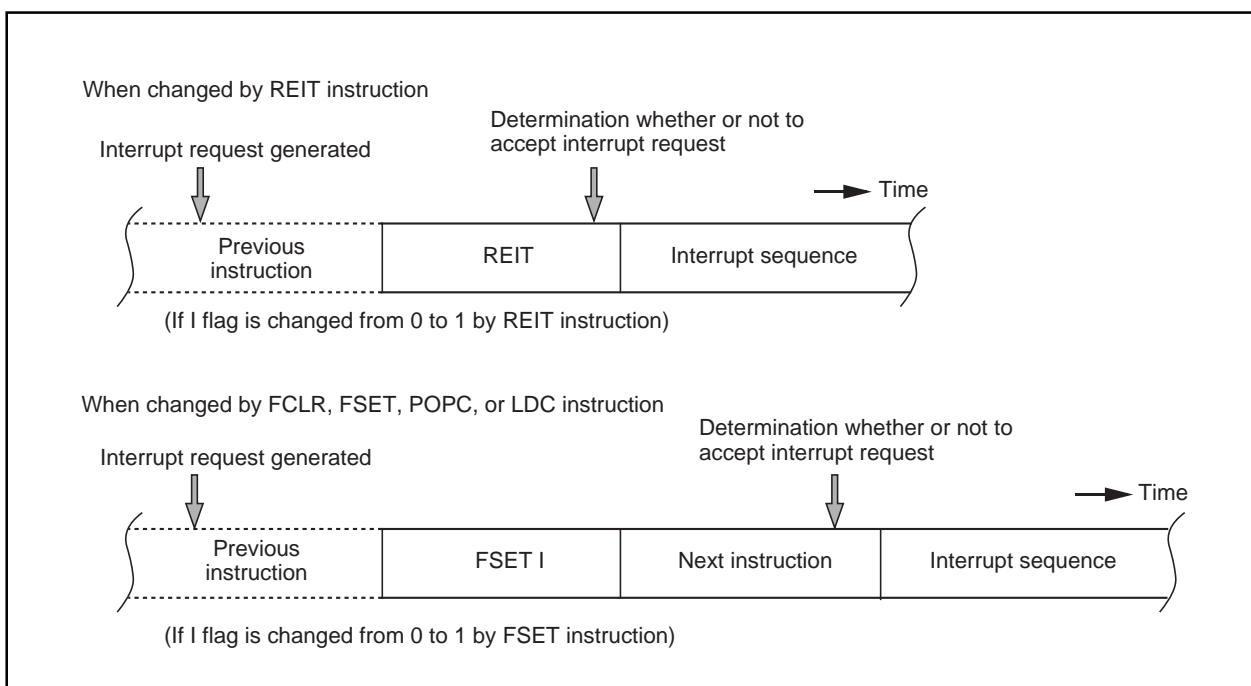 When changed by REIT instruction
Determination whether or not to
accept interrupt request
Interrupt request generated
Time
Previous
instruction
REIT
Interrupt sequence
(If I flag is changed from 0 to 1 by REIT instruction)
When changed by FCLR, FSET, POPC, or LDC instruction
Determination whether or not to
accept interrupt request
Interrupt request generated
Time
Previous
instruction
FSET I
Next instruction
Interrupt sequence
(If I flag is changed from 0 to 1 by FSET instruction)